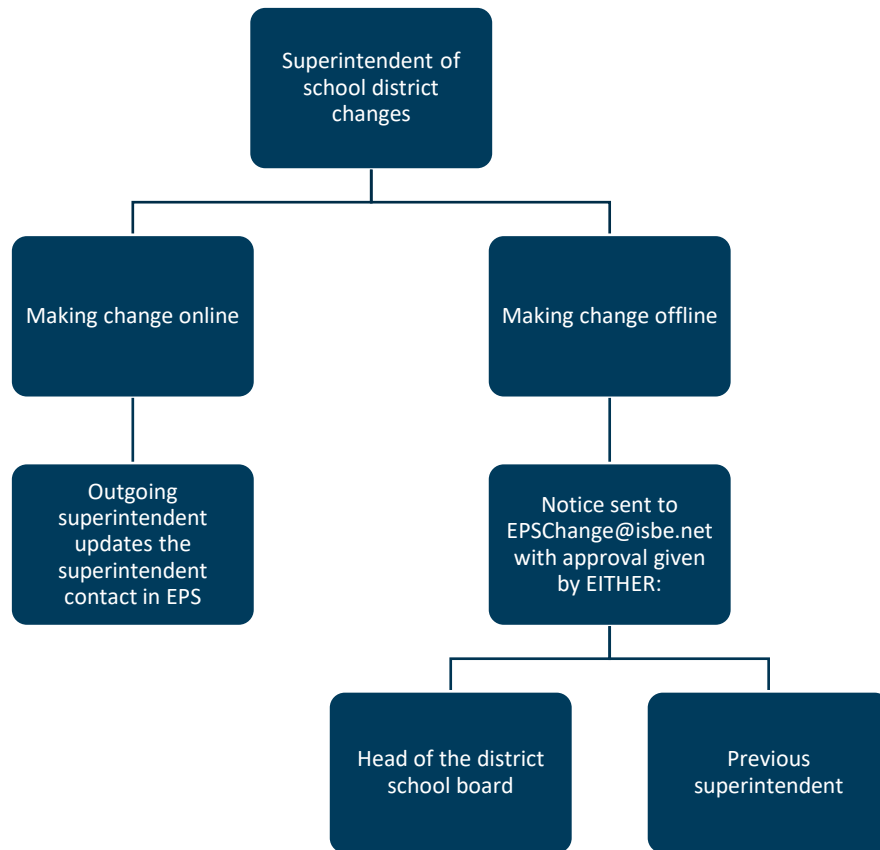 Superintendent of
school district
changes
Making change online
Making change offline
Outgoing
superintendent
updates the
superintendent
contact in EPS
Notice sent to
EPSChange@isbe.net
with approval given
by EITHER:
Head of the district
school board
Previous
superintendent